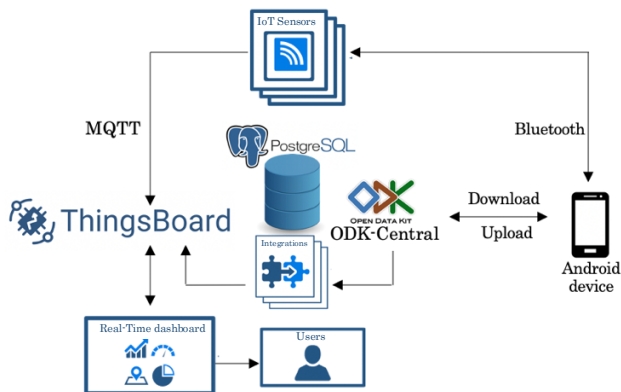 IoT Sensors
MQTT
Bluetooth
PostgreSQL
ThingsBoard
OPEN DATA KIT
ODK-Central
Download
Upload
Android
device
Integrations
Real-Time dashboard
Users